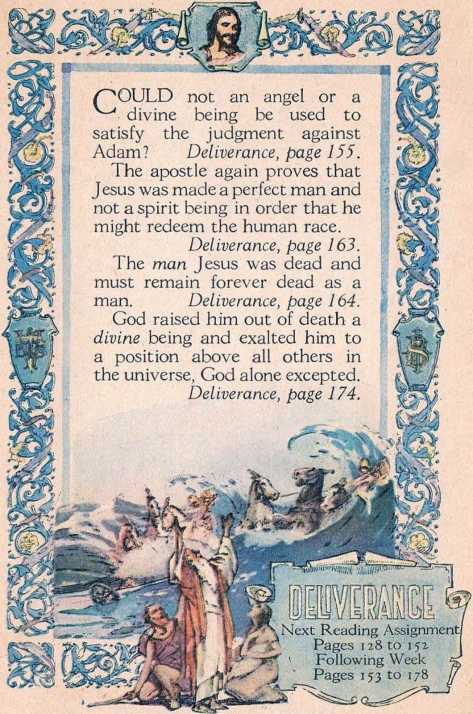 COULD not an angel or a
divine being be used to
satisfy the judgment against
Adam? Deliverance, page 155.
The apostle again proves that
Jesus was made a perfect man and
not a spirit being in order that he
might redeem the human race.
Deliverance, page 163.
The man Jesus was dead and
must remain forever dead as a
man. Deliverance, page 164.
God raised him out of death a
divine being and exalted him to
a position above all others in
the universe, God alone excepted.
Deliverance, page 174.
DELIVERANCE
Next Reading Assignment
Pages 128 to 152
Following Week
Pages 153 to 178